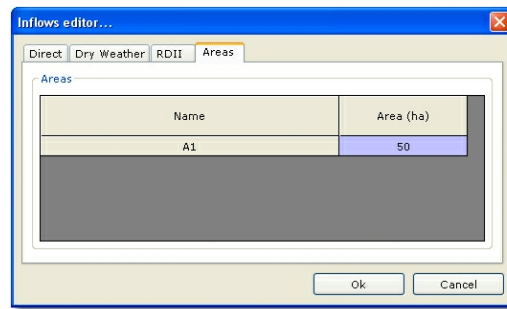 Inflows editor...
Direct Dry Weather RDII Areas
Areas
Name Area (ha)
A1 50
Ok Cancel